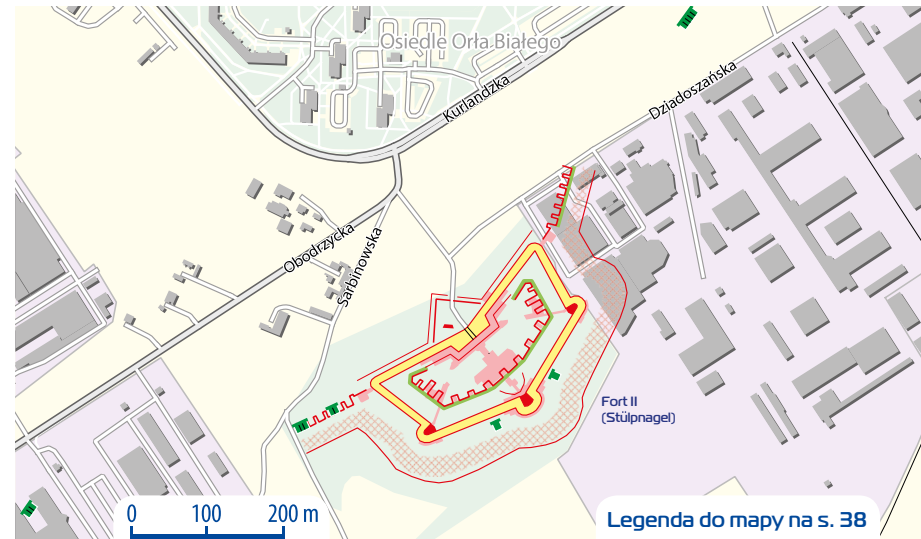 Osiedle Orła Białego
Kurlandzka
Dziadoszańska
Obodrzycka
Sarbinowska
Fort II
(Stülpnagel)
0 100 200 m
Legenda do mapy na s. 38